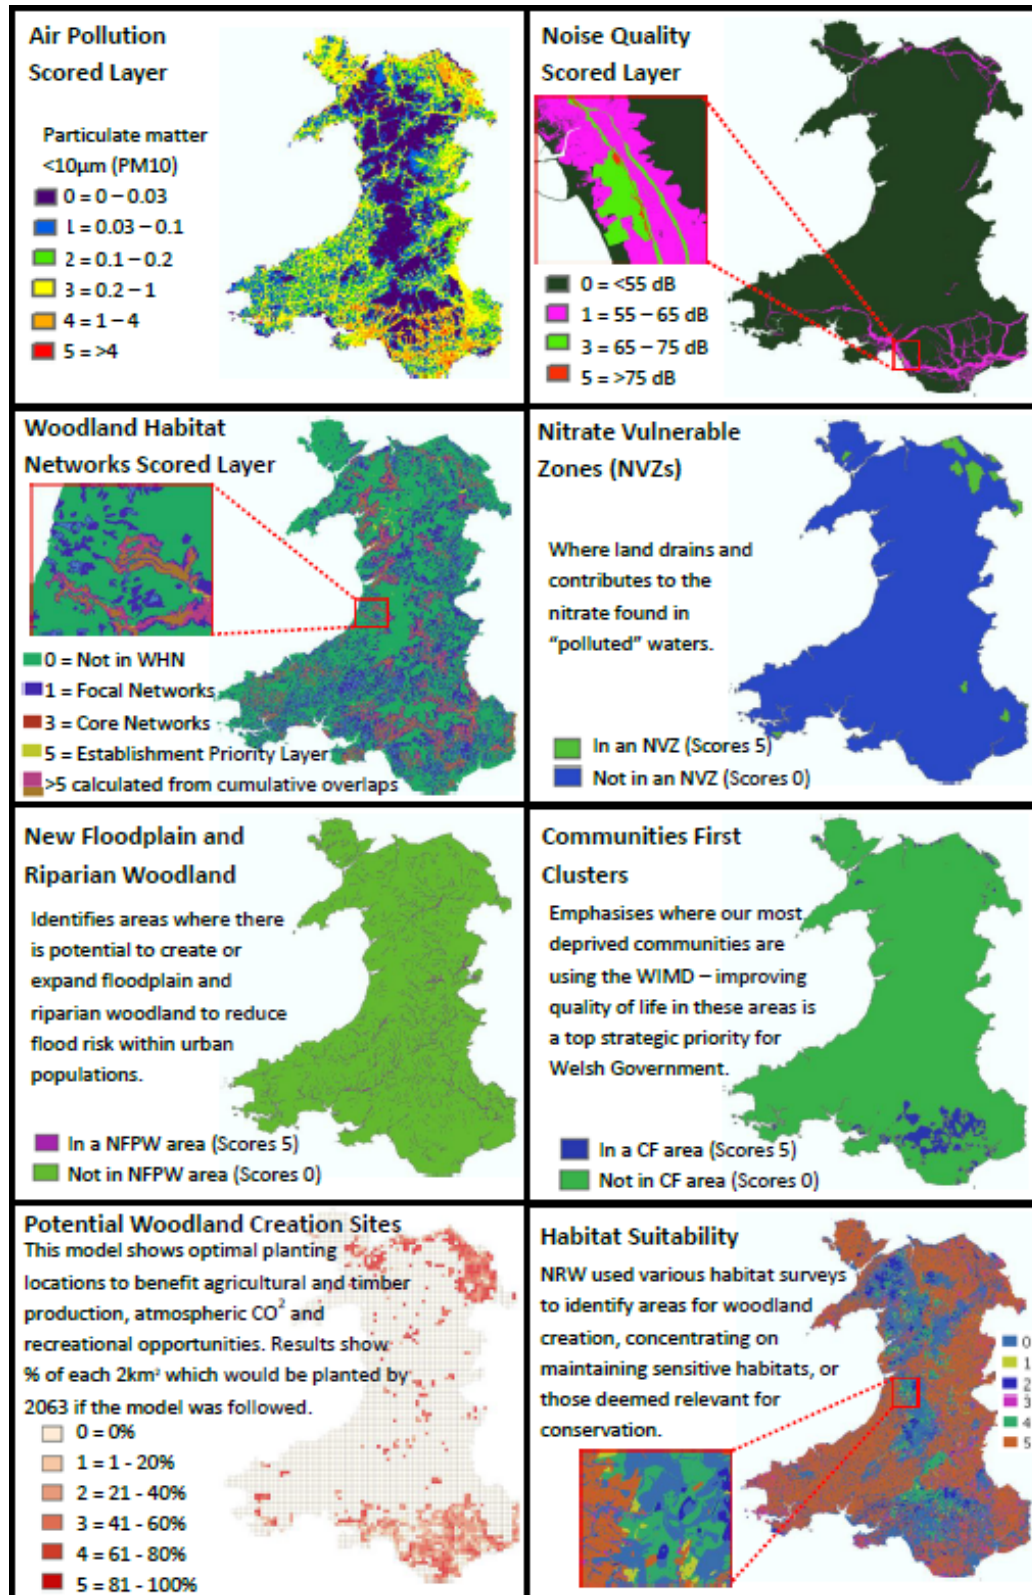 Air Pollution
Scored Layer
Particulate matter
<10μm (PM10)
0 = 0 – 0.03
1 = 0.03 – 0.1
2 = 0.1 – 0.2
3 = 0.2 – 1
4 = 1 – 4
5 = >4
Noise Quality
Scored Layer
0 = <55 dB
1 = 55 – 65 dB
3 = 65 – 75 dB
5 = >75 dB
Woodland Habitat
Networks Scored Layer
0 = Not in WHN
1 = Focal Networks
3 = Core Networks
5 = Establishment Priority Layer
>5 calculated from cumulative overlaps
Nitrate Vulnerable
Zones (NVZs)
Where land drains and
contributes to the
nitrate found in
“polluted” waters.
In an NVZ (Scores 5)
Not in an NVZ (Scores 0)
New Floodplain and
Riparian Woodland
Identifies areas where there
is potential to create or
expand floodplain and
riparian woodland to reduce
flood risk within urban
populations.
In a NFPW area (Scores 5)
Not in NFPW area (Scores 0)
Communities First
Clusters
Emphasises where our most
deprived communities are
using the WIMD – improving
quality of life in these areas is
a top strategic priority for
Welsh Government.
In a CF area (Scores 5)
Not in CF area (Scores 0)
Potential Woodland Creation Sites
This model shows optimal planting
locations to benefit agricultural and timber
production, atmospheric CO² and
recreational opportunities. Results show
% of each 2km² which would be planted by
2063 if the model was followed.
0 = 0%
1 = 1 - 20%
2 = 21 - 40%
3 = 41 - 60%
4 = 61 - 80%
5 = 81 - 100%
Habitat Suitability
NRW used various habitat surveys
to identify areas for woodland
creation, concentrating on
maintaining sensitive habitats, or
those deemed relevant for
conservation.
0
1
2
3
4
5